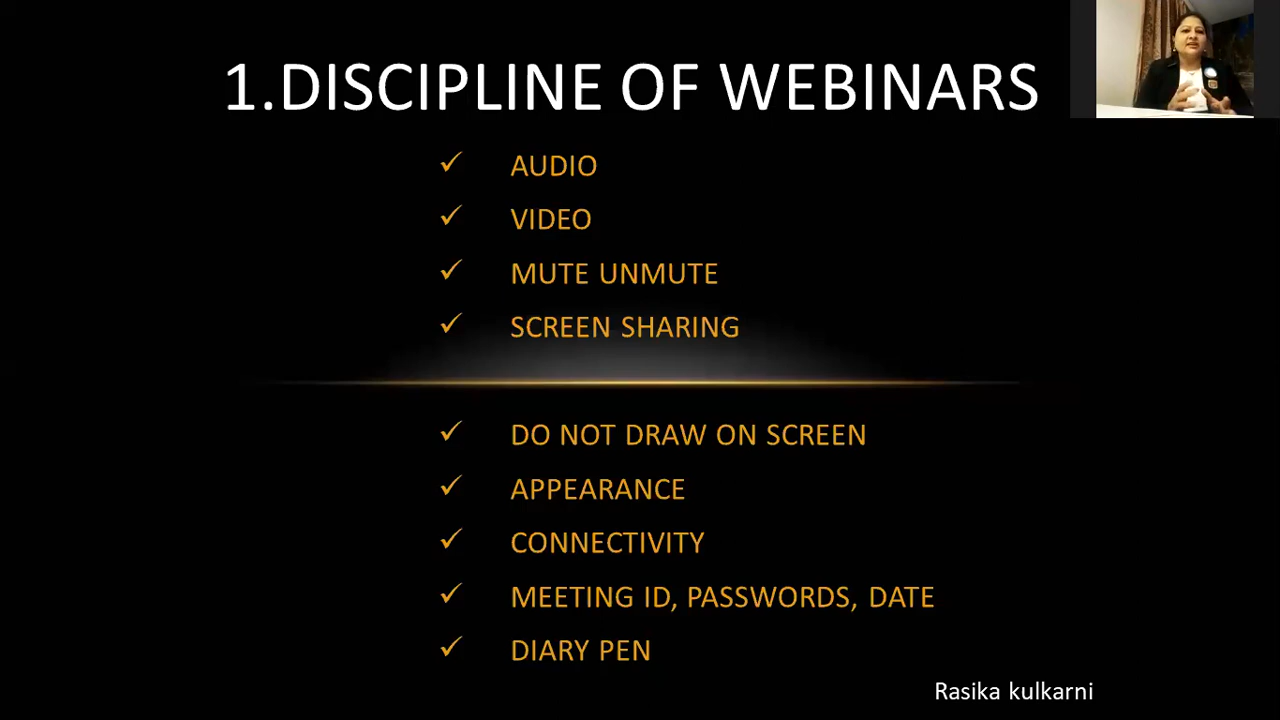 1.DISCIPLINE OF WEBINARS
✓ AUDIO
✓ VIDEO
✓ MUTE UNMUTE
✓ SCREEN SHARING
✓ DO NOT DRAW ON SCREEN
✓ APPEARANCE
✓ CONNECTIVITY
✓ MEETING ID, PASSWORDS, DATE
✓ DIARY PEN
Rasika kulkarni